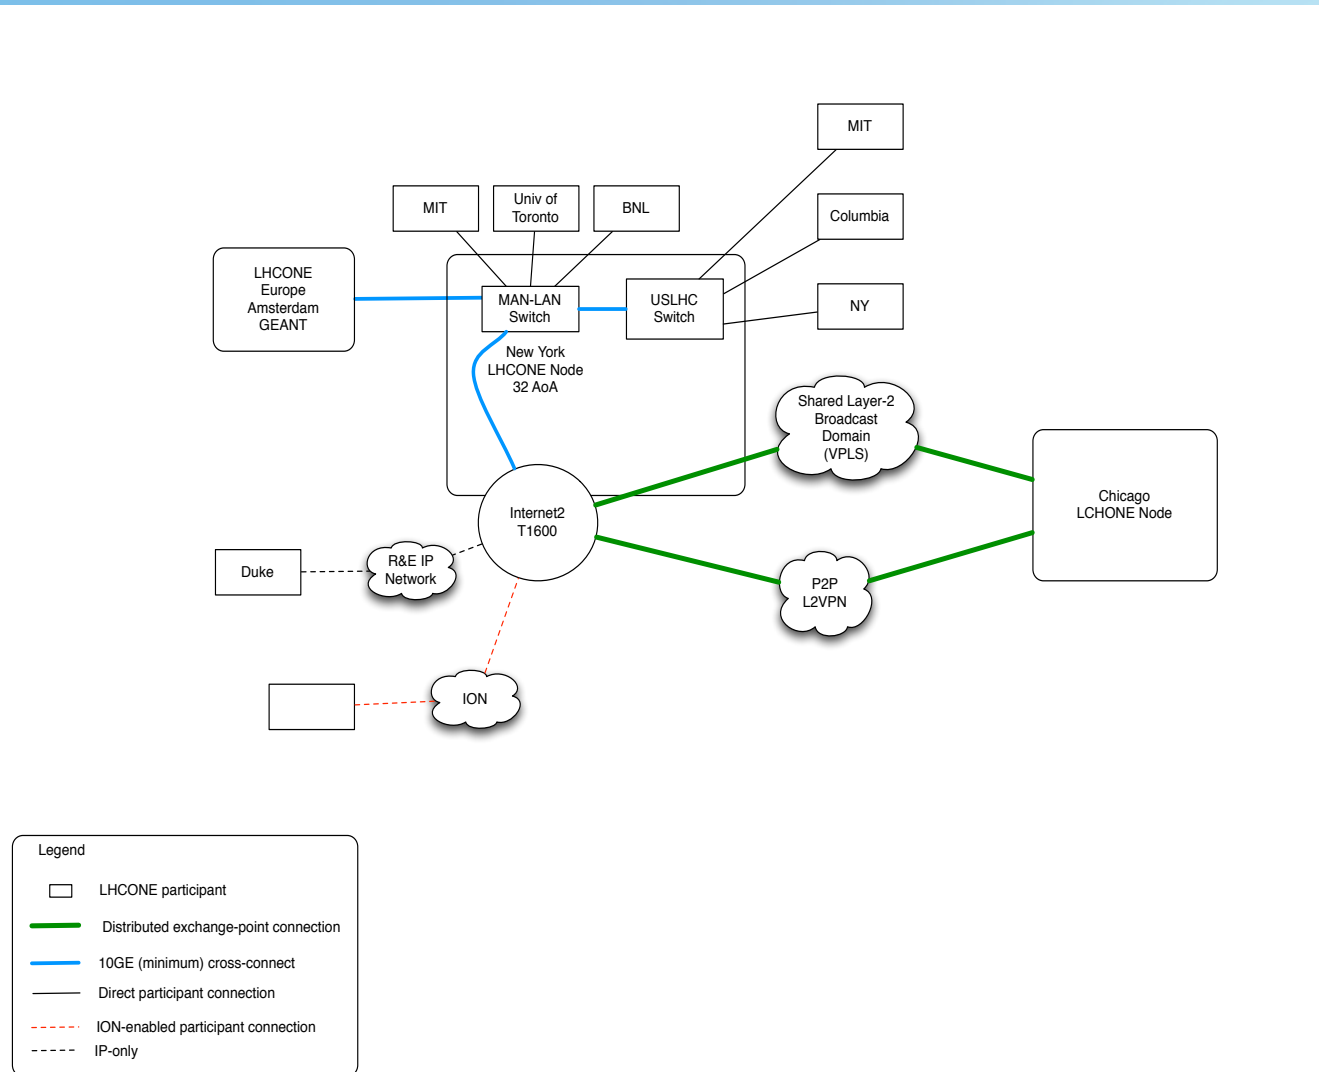 MIT
Columbia
NY
MIT
Univ of
Toronto
BNL
LHCONE
Europe
Amsterdam
GEANT
MAN-LAN
Switch
USLHC
Switch
New York
LHCONE Node
32 AoA
Shared Layer-2
Broadcast
Domain
(VPLS)
Chicago
LCHONE Node
Internet2
T1600
Duke
R&E IP
Network
P2P
L2VPN
ION
Legend
LHCONE participant
Distributed exchange-point connection
10GE (minimum) cross-connect
Direct participant connection
ION-enabled participant connection
IP-only